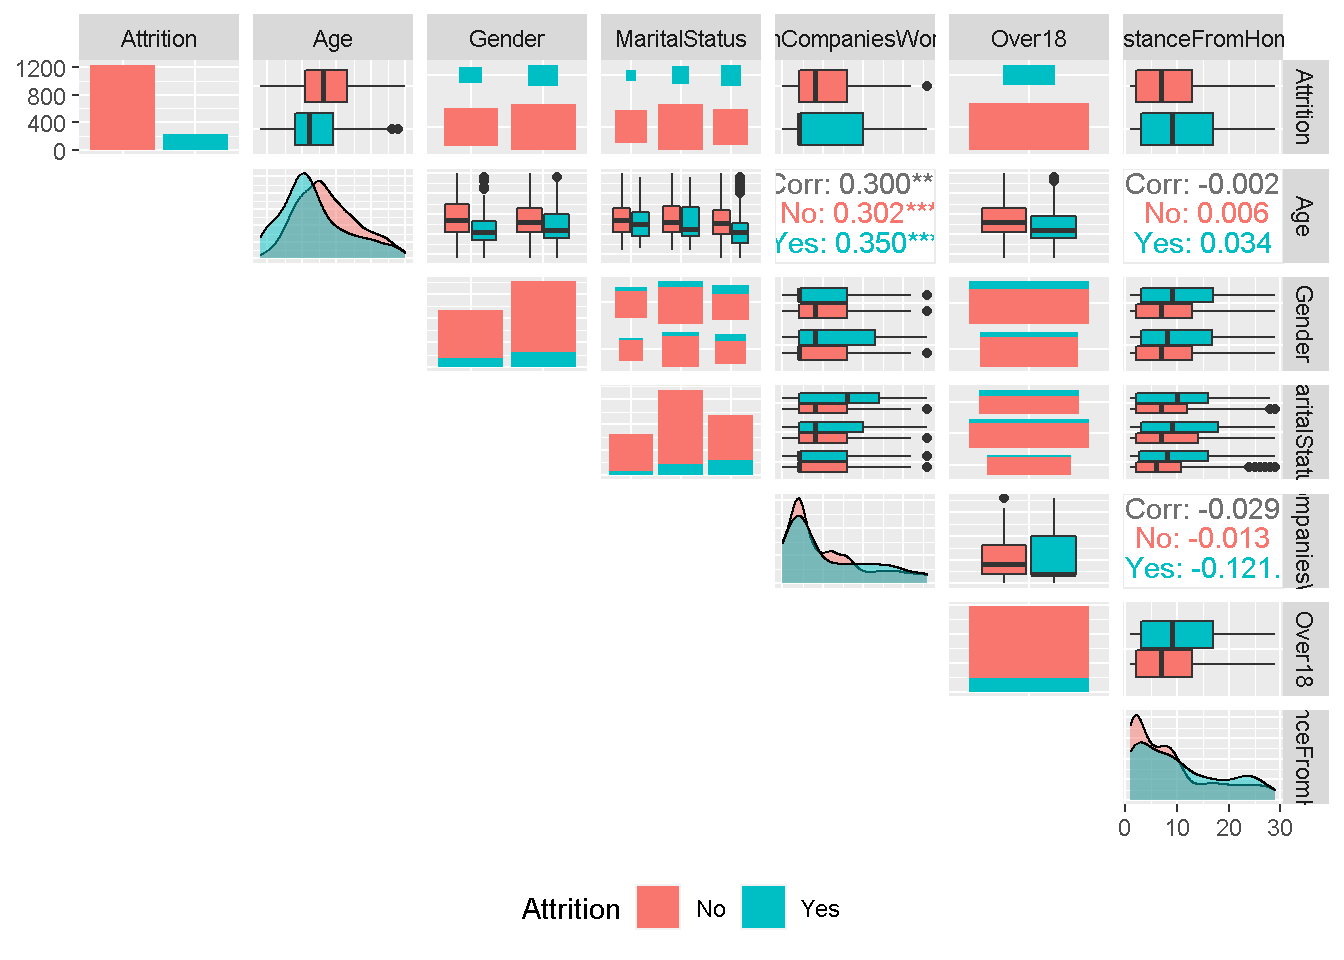 Attrition
Age
Gender
MaritalStatus
nCompaniesWor
Over18
stanceFromHon
1200
800
400
0
Attrition
Corr: 0.300**
No: 0.302***
Yes: 0.350***
Corr: -0.002
No: 0.006
Yes: 0.034
Age
Gender
aritalStatu
Corr: -0.029
No: -0.013
Yes: -0.121.
mpanies\
Over18
nceFromH
0 10 20 30
Attrition No Yes